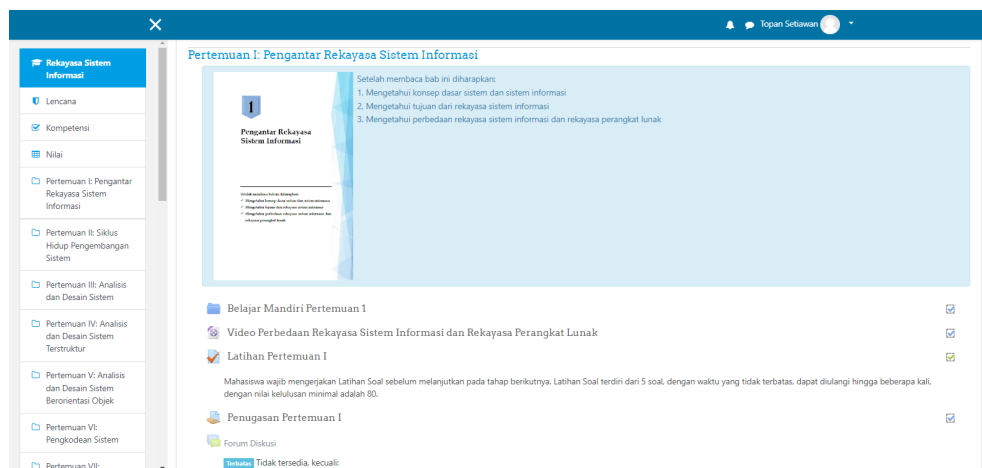 Topan Setiawan
Rekayasa Sistem
Informasi
Lencana
Kompetensi
Nilai
Pertemuan I: Pengantar
Rekayasa Sistem
Informasi
Pertemuan II: Siklus
Hidup Pengembangan
Sistem
Pertemuan III: Analisis
dan Desain Sistem
Pertemuan IV: Analisis
dan Desain Sistem
Terstruktur
Pertemuan V: Analisis
dan Desain Sistem
Berorientasi Objek
Pertemuan VI:
Pengkodean Sistem
Pertemuan VII:
Pertemuan I: Pengantar Rekayasa Sistem Informasi
1
Pengantar Rekayasa
Sistem Informasi
Setelah membaca bab ini diharapkan:
1. Mengetahui konsep dasar sistem dan sistem informasi
2. Mengetahui tujuan dari rekayasa sistem informasi
3. Mengetahui perbedaan rekayasa sistem informasi dan rekayasa perangkat lunak
Belajar Mandiri Pertemuan 1
Video Perbedaan Rekayasa Sistem Informasi dan Rekayasa Perangkat Lunak
Latihan Pertemuan I
Mahasiswa wajib mengerjakan Latihan Soal sebelum melanjutkan pada tahap berikutnya. Latihan Soal terdiri dari 5 soal, dengan waktu yang tidak terbatas, dapat diulangi hingga beberapa kali,
dengan nilai kelulusan minimal adalah 80.
Penugasan Pertemuan I
Forum Diskusi
Terbatas Tidak tersedia, kecuali: